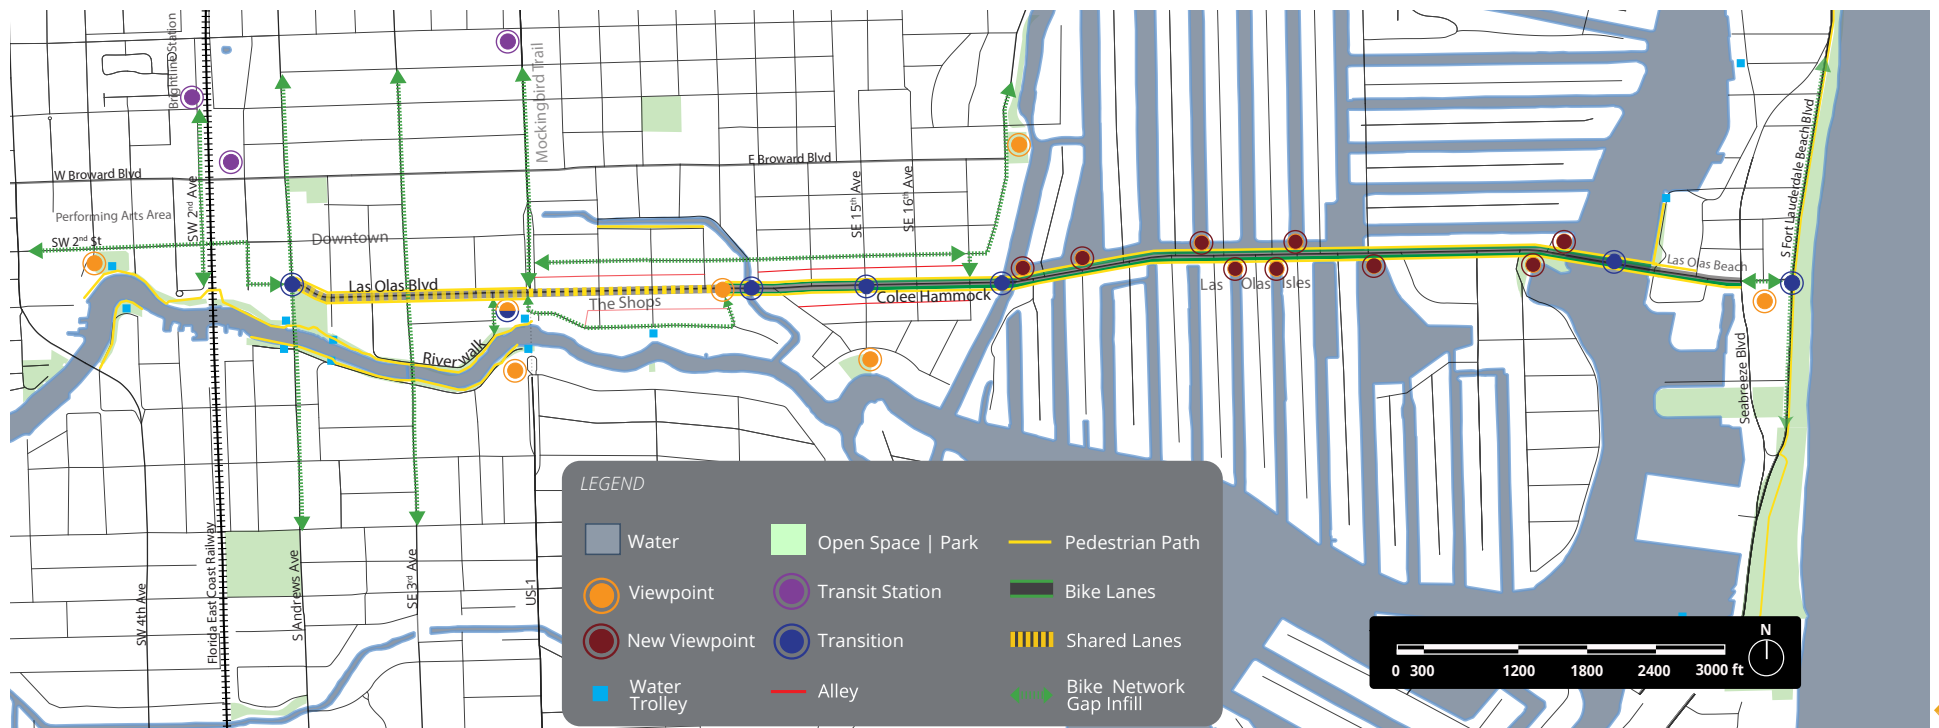 Brightline Station
Mockingbird Trail
W Broward Blvd
E Broward Blvd
SW 2nd Ave
Performing Arts Area
SW 2nd St
Downtown
SE 15th Ave
SE 16th Ave
S Fort Lauderdale Beach Blvd
Las Olas Blvd
The Shops
Colee Hammock
Las Olas Isles
Las Olas Beach
Riverwalk
Seabreeze Blvd
SW 4th Ave
Florida East Coast Railway
S Andrews Ave
SE 3rd Ave
US-1
LEGEND
Water
Open Space | Park
Pedestrian Path
Viewpoint
Transit Station
Bike Lanes
New Viewpoint
Transition
Shared Lanes
Water
Trolley
Alley
Bike Network
Gap Infill
N
0 300 1200 1800 2400 3000 ft